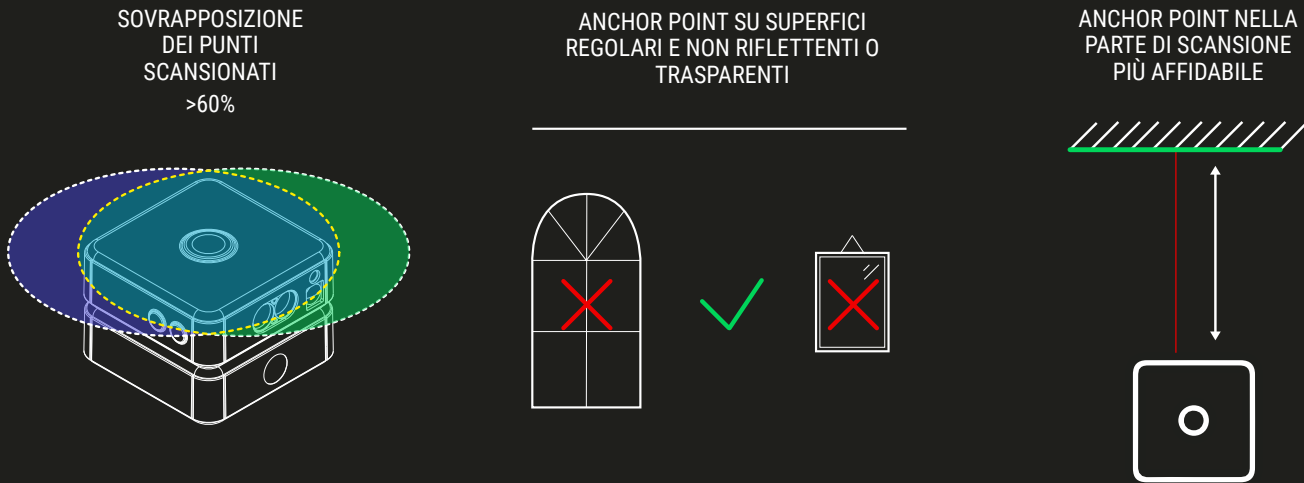 SOVRAPPOSIZIONE
DEI PUNTI
SCANSIONATI
>60%
ANCHOR POINT SU SUPERFICI
REGOLARI E NON RIFLETTENTI O
TRASPARENTI
ANCHOR POINT NELLA
PARTE DI SCANSIONE
PIÙ AFFIDABILE